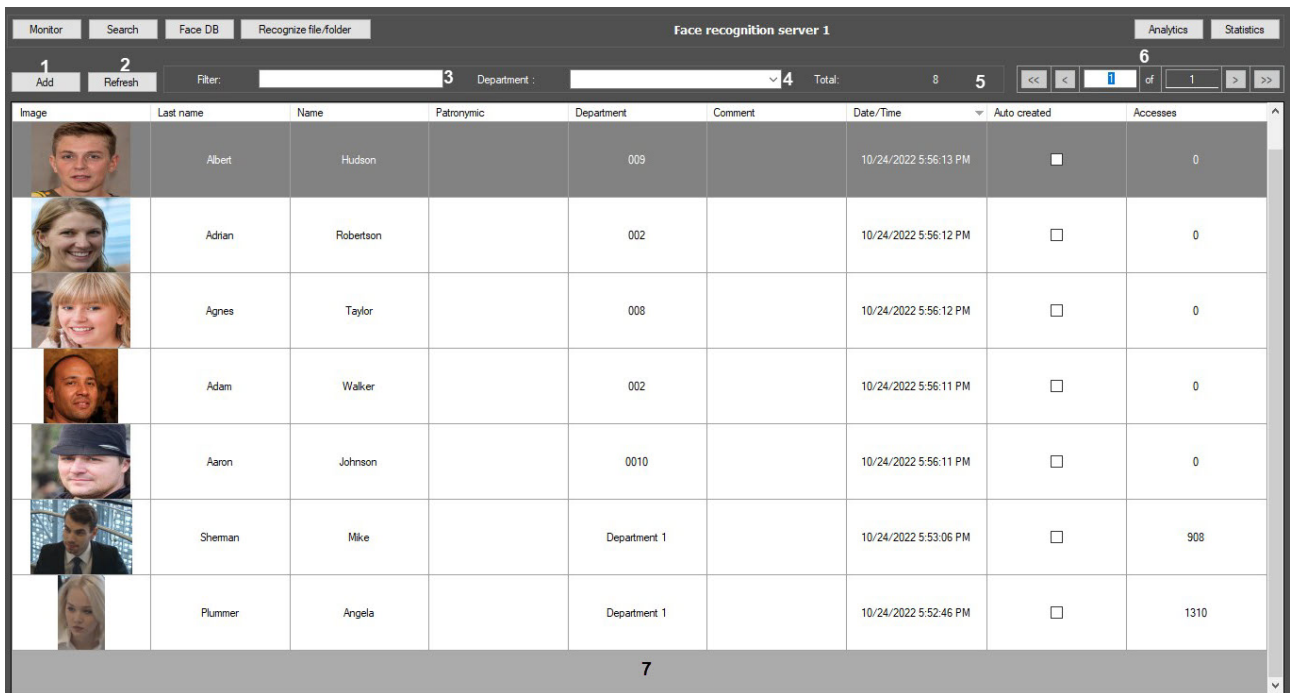 Monitor Search Face DB Recognize file/folder Face recognition server 1 Analytics Statistics
1 2 6
Add Refresh Filter: 3 Department : 4 Total: 8 5 << < 1 of 1 > >>
Image Last name Name Patronymic Department Comment Date/Time Auto created Accesses
Albert Hudson 009 10/24/2022 5:56:13 PM 0
Adrian Robertson 002 10/24/2022 5:56:12 PM 0
Agnes Taylor 008 10/24/2022 5:56:12 PM 0
Adam Walker 002 10/24/2022 5:56:11 PM 0
Aaron Johnson 0010 10/24/2022 5:56:11 PM 0
Sherman Mike Department 1 10/24/2022 5:53:06 PM 908
Plummer Angela Department 1 10/24/2022 5:52:46 PM 1310
7